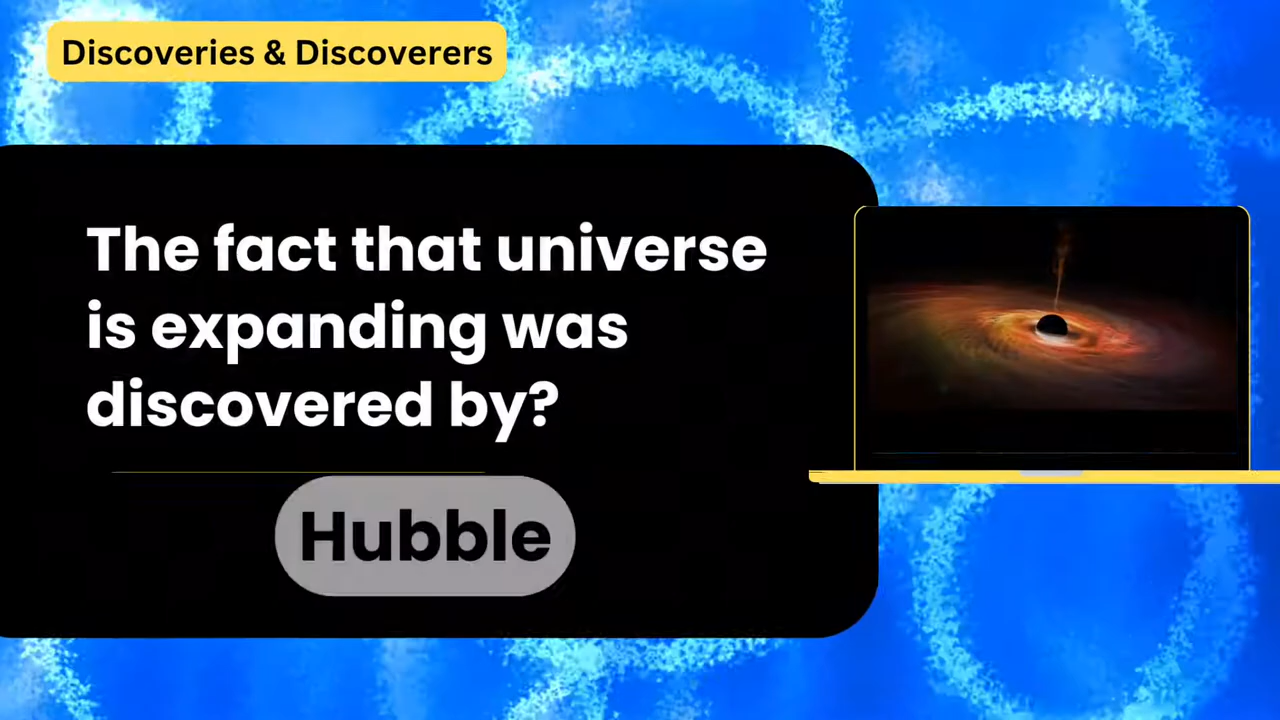 Discoveries & Discoverers
The fact that universe
is expanding was
discovered by?
Hubble